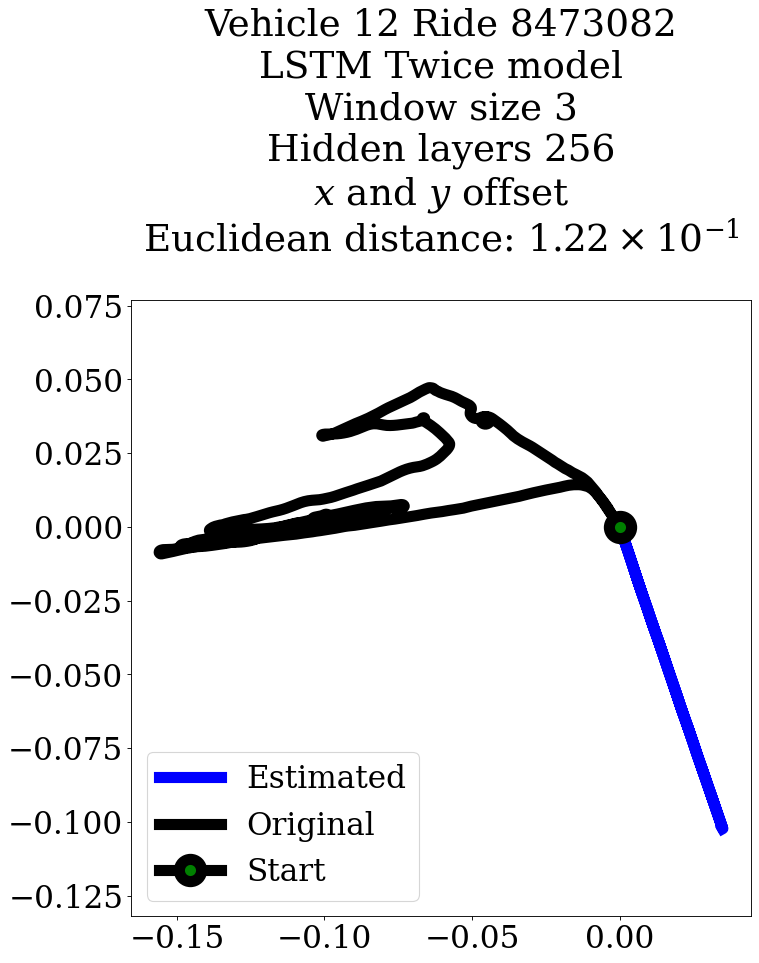 Vehicle 12 Ride 8473082
LSTM Twice model
Window size 3
Hidden layers 256
x and y offset
Euclidean distance: 1.22 × 10⁻¹
0.075
0.050
0.025
0.000
−0.025
−0.050
−0.075
−0.100
−0.125
Estimated
Original
Start
−0.15 −0.10 −0.05 0.00